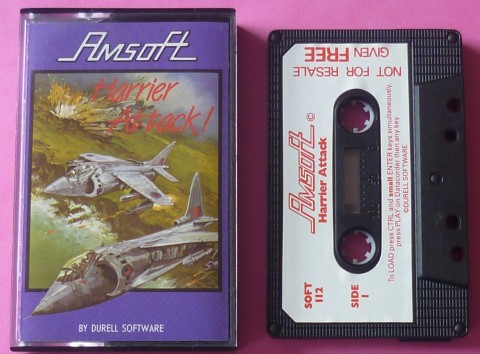 Amsoft
Harrier
Attack!
BY DURELL SOFTWARE
Amsoft ©
Harrier Attack
SOFT
112
SIDE
1
NOT FOR RESALE
GIVEN FREE
To LOAD press CTRL and small ENTER keys simultaneously,
press PLAY on Datacorder then any key
©DURELL SOFTWARE